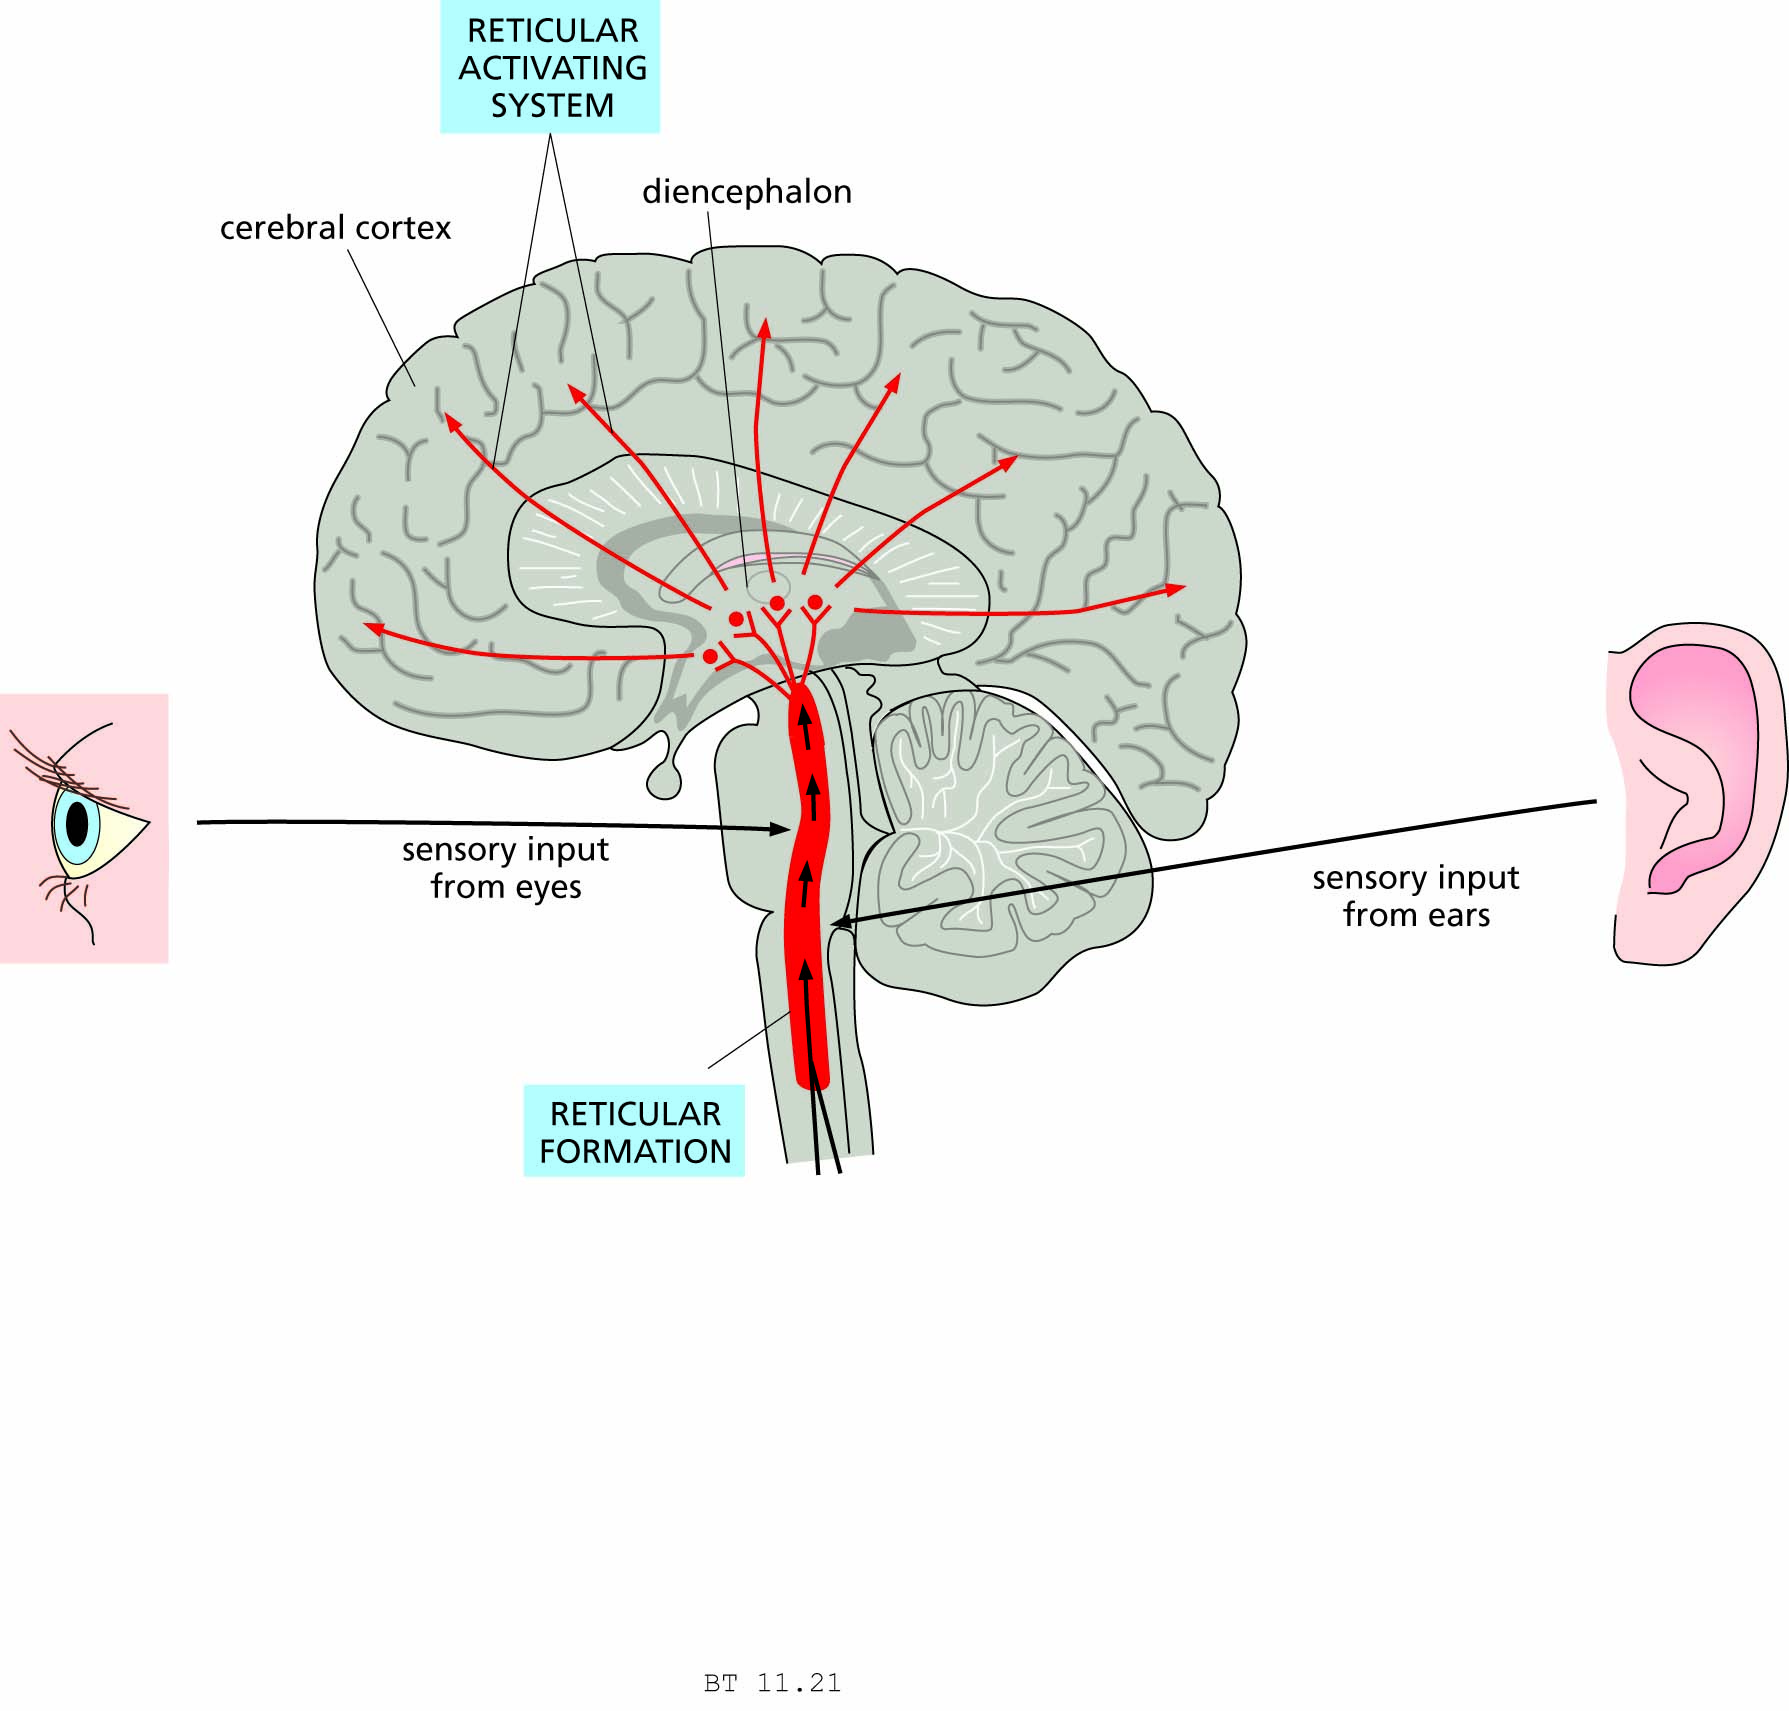 RETICULAR
ACTIVATING
SYSTEM
diencephalon
cerebral cortex
sensory input
from eyes
sensory input
from ears
RETICULAR
FORMATION
BT 11.21